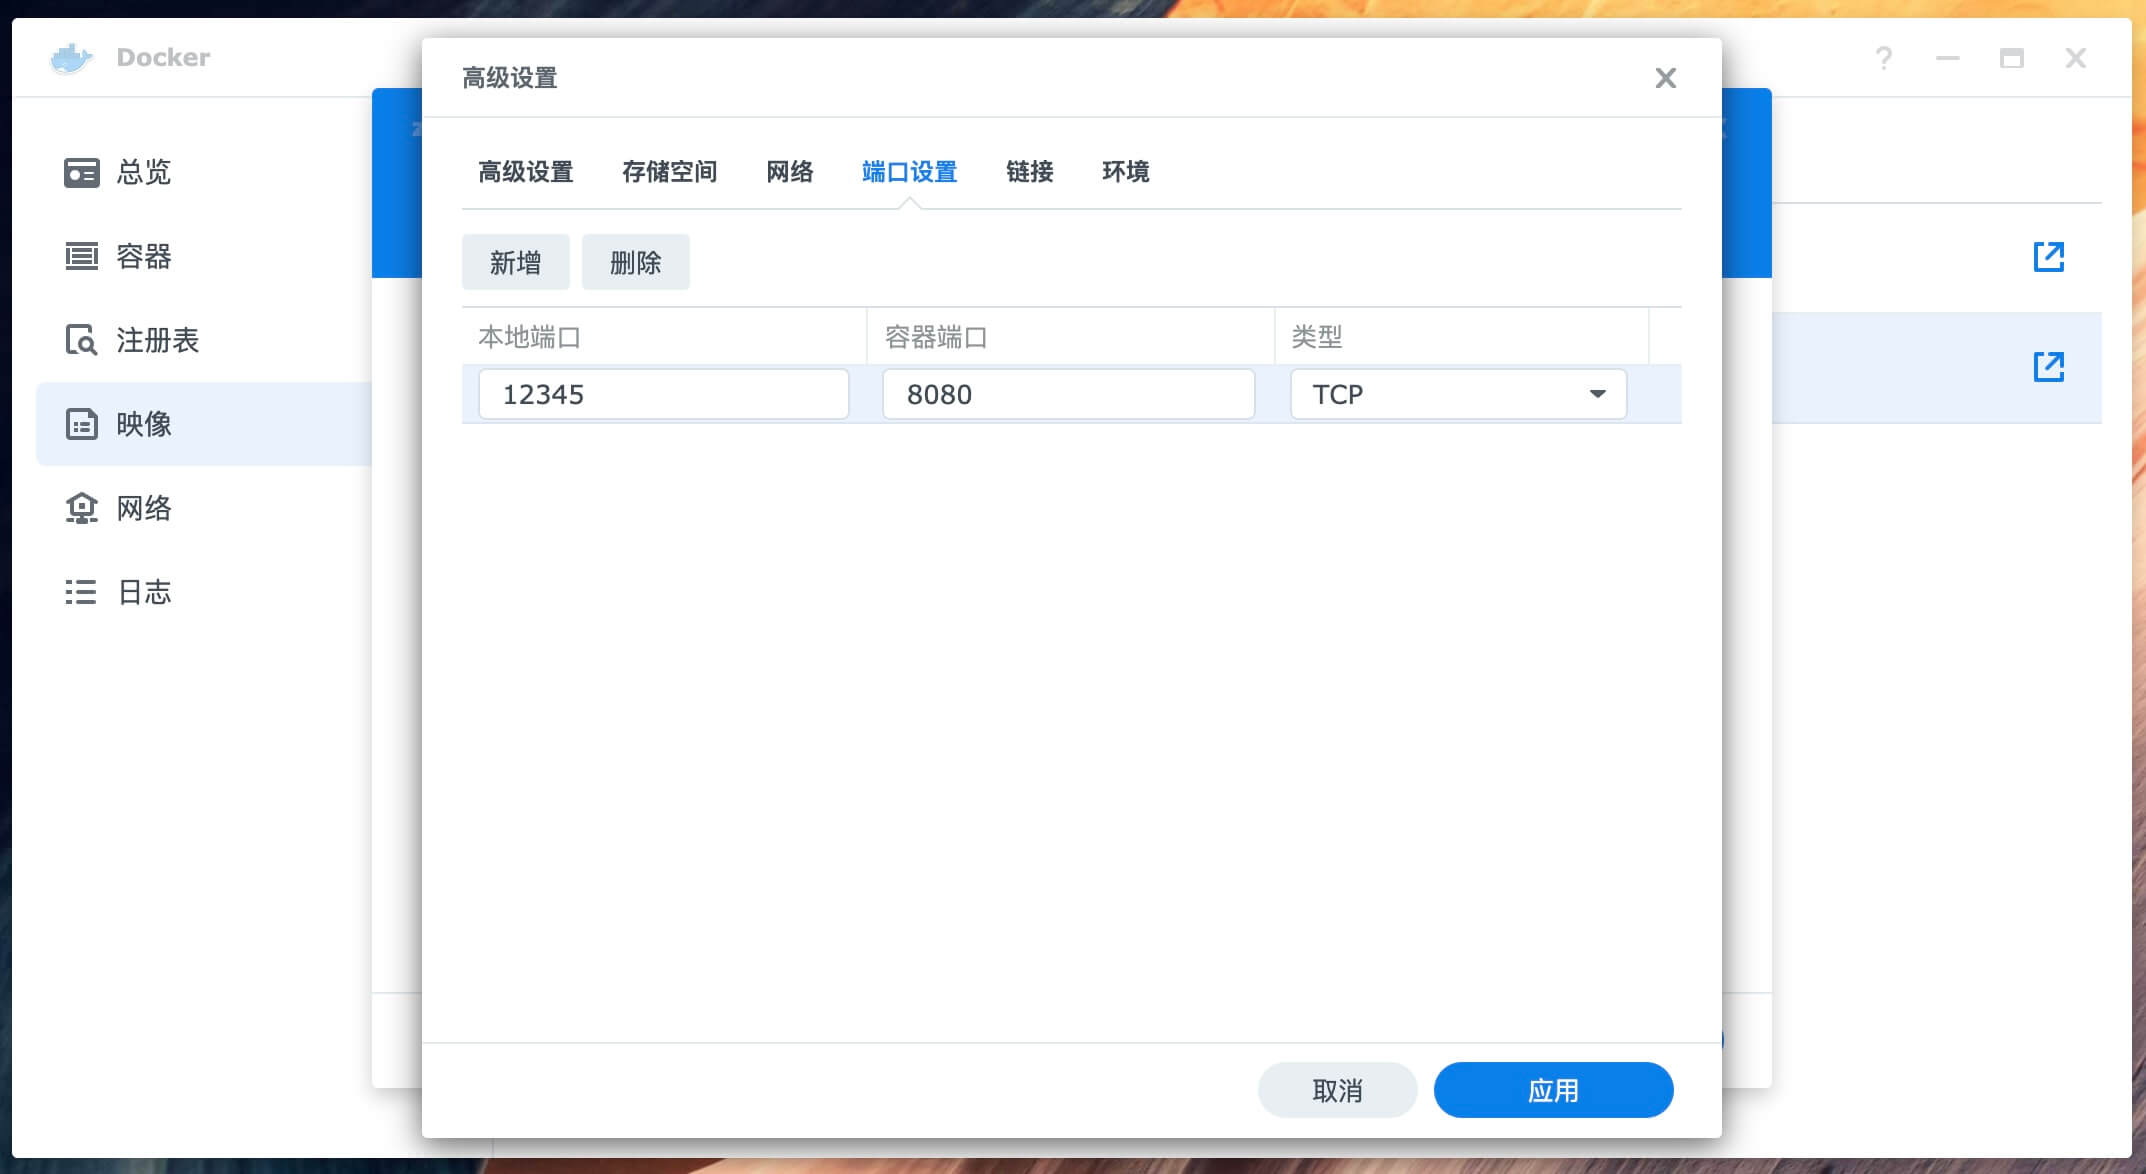 Docker
高级设置
高级设置 存储空间 网络 端口设置 链接 环境
新增 删除
本地端口 容器端口 类型
12345 8080 TCP
总览
容器
注册表
映像
网络
日志
取消 应用